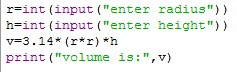 r=int(input("enter radius"))
h=int(input("enter height"))
v=3.14*(r*r)*h
print("volume is:",v)